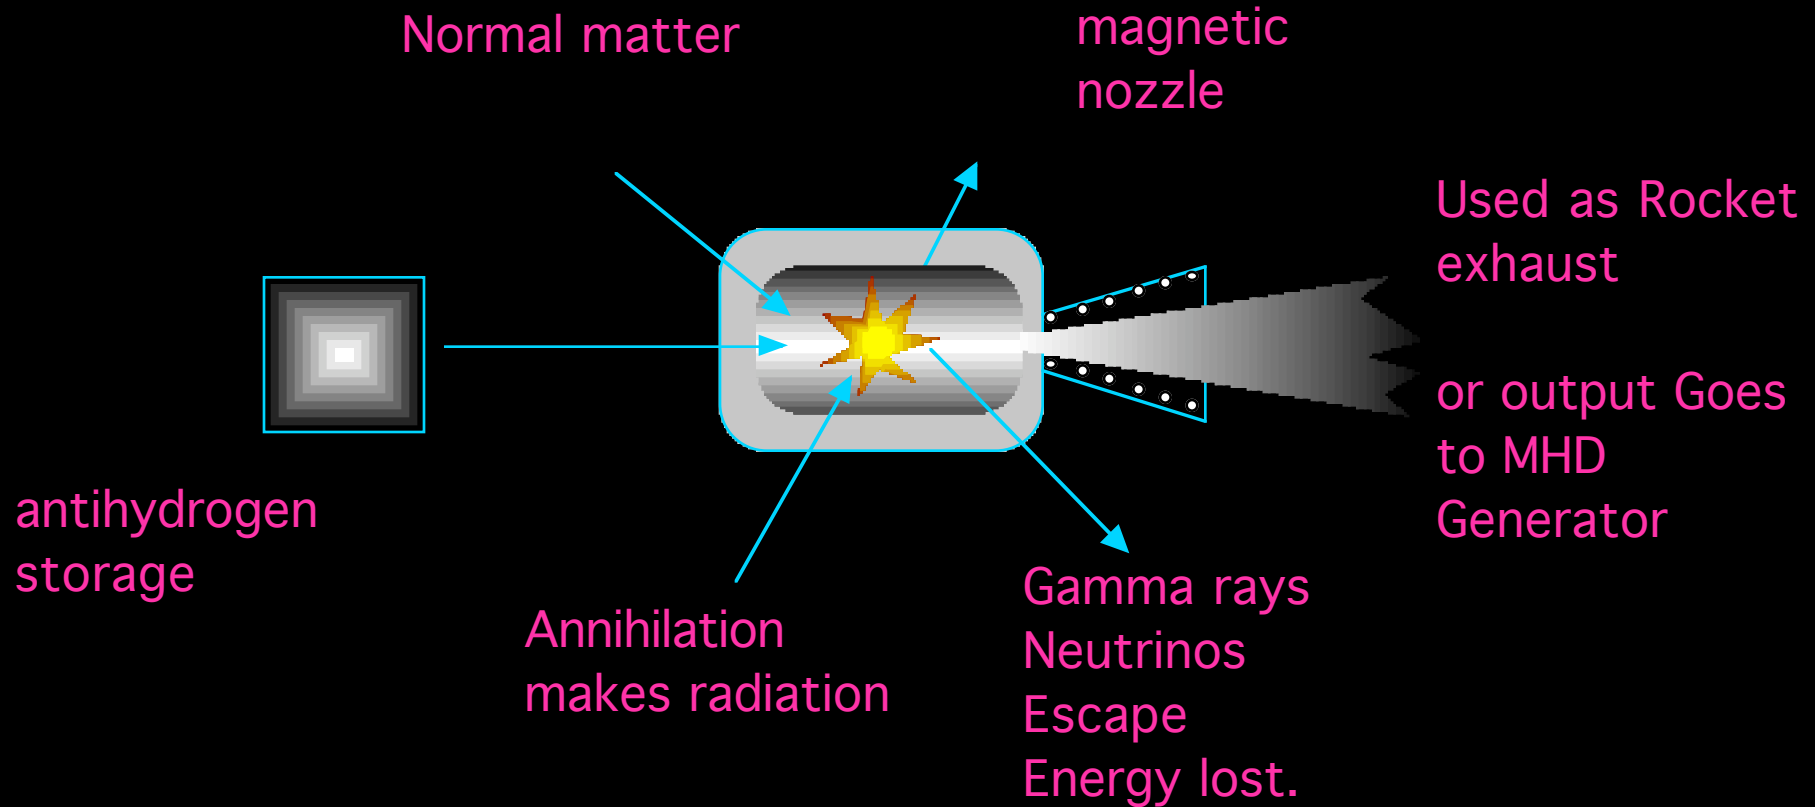 Normal matter
magnetic
nozzle
Used as Rocket
exhaust
or output Goes
to MHD
Generator
antihydrogen
storage
Annihilation
makes radiation
Gamma rays
Neutrinos
Escape
Energy lost.